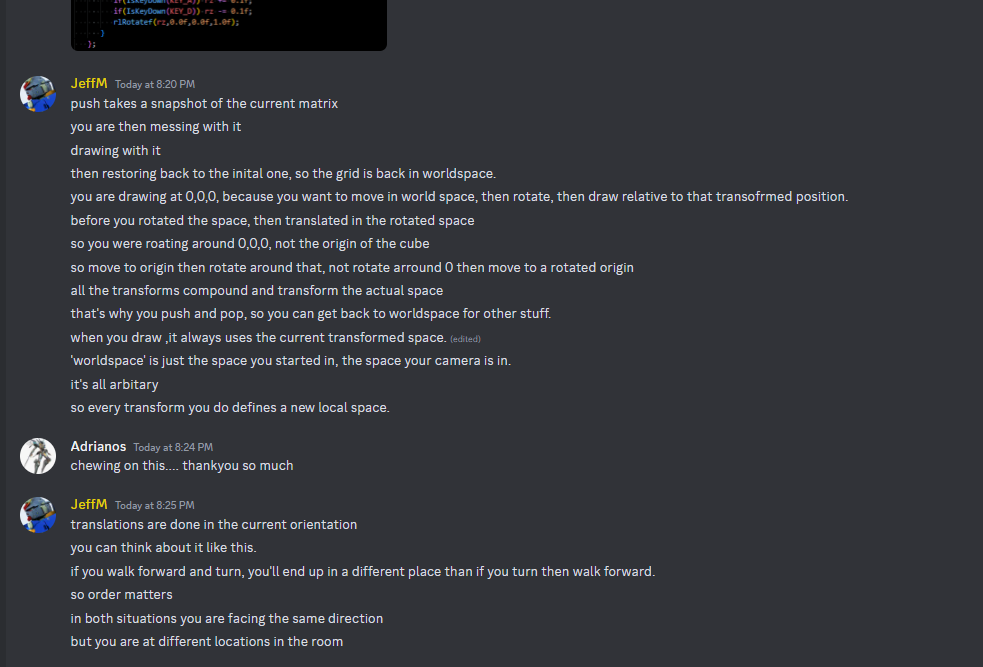 if(IsKeyDown(KEY_D)) rz -= 0.1f;
rlRotatef(rz,0.0f,0.0f,1.0f);
}
};
JeffM Today at 8:20 PM
push takes a snapshot of the current matrix
you are then messing with it
drawing with it
then restoring back to the inital one, so the grid is back in worldspace.
you are drawing at 0,0,0, because you want to move in world space, then rotate, then draw relative to that transofrmed position.
before you rotated the space, then translated in the rotated space
so you were roating around 0,0,0, not the origin of the cube
so move to origin then rotate around that, not rotate arround 0 then move to a rotated origin
all the transforms compound and transform the actual space
that's why you push and pop, so you can get back to worldspace for other stuff.
when you draw ,it always uses the current transformed space. (edited)
'worldspace' is just the space you started in, the space your camera is in.
it's all arbitary
so every transform you do defines a new local space.
Adrianos Today at 8:24 PM
chewing on this.... thankyou so much
JeffM Today at 8:25 PM
translations are done in the current orientation
you can think about it like this.
if you walk forward and turn, you'll end up in a different place than if you turn then walk forward.
so order matters
in both situations you are facing the same direction
but you are at different locations in the room